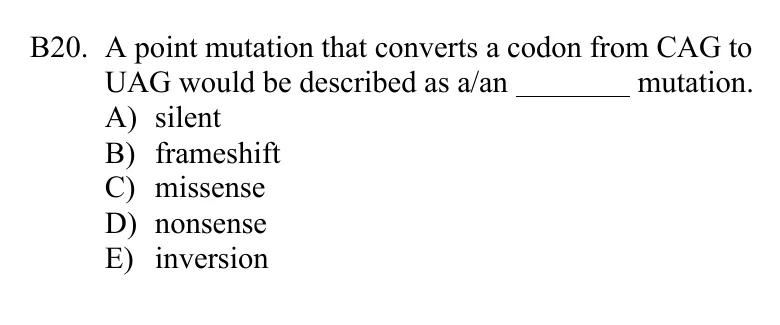 B20. A point mutation that converts a codon from CAG to
UAG would be described as a/an ________ mutation.
A) silent
B) frameshift
C) missense
D) nonsense
E) inversion